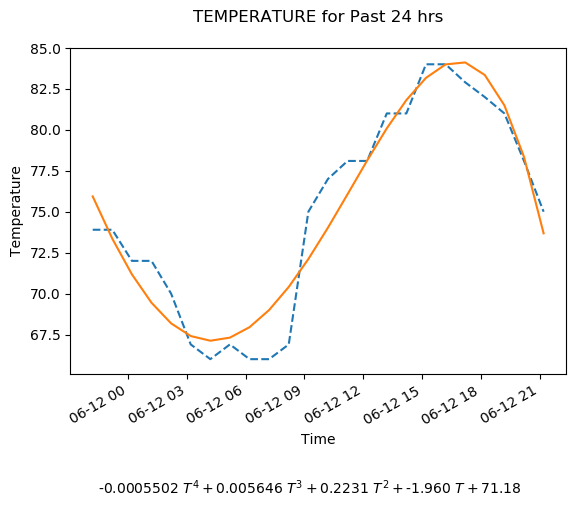 TEMPERATURE for Past 24 hrs
85.0
82.5
80.0
77.5
75.0
72.5
70.0
67.5
Temperature
06-12 00 06-12 03 06-12 06 06-12 09 06-12 12 06-12 15 06-12 18 06-12 21
Time
-0.0005502 T⁴ + 0.005646 T³ + 0.2231 T² + -1.960 T + 71.18